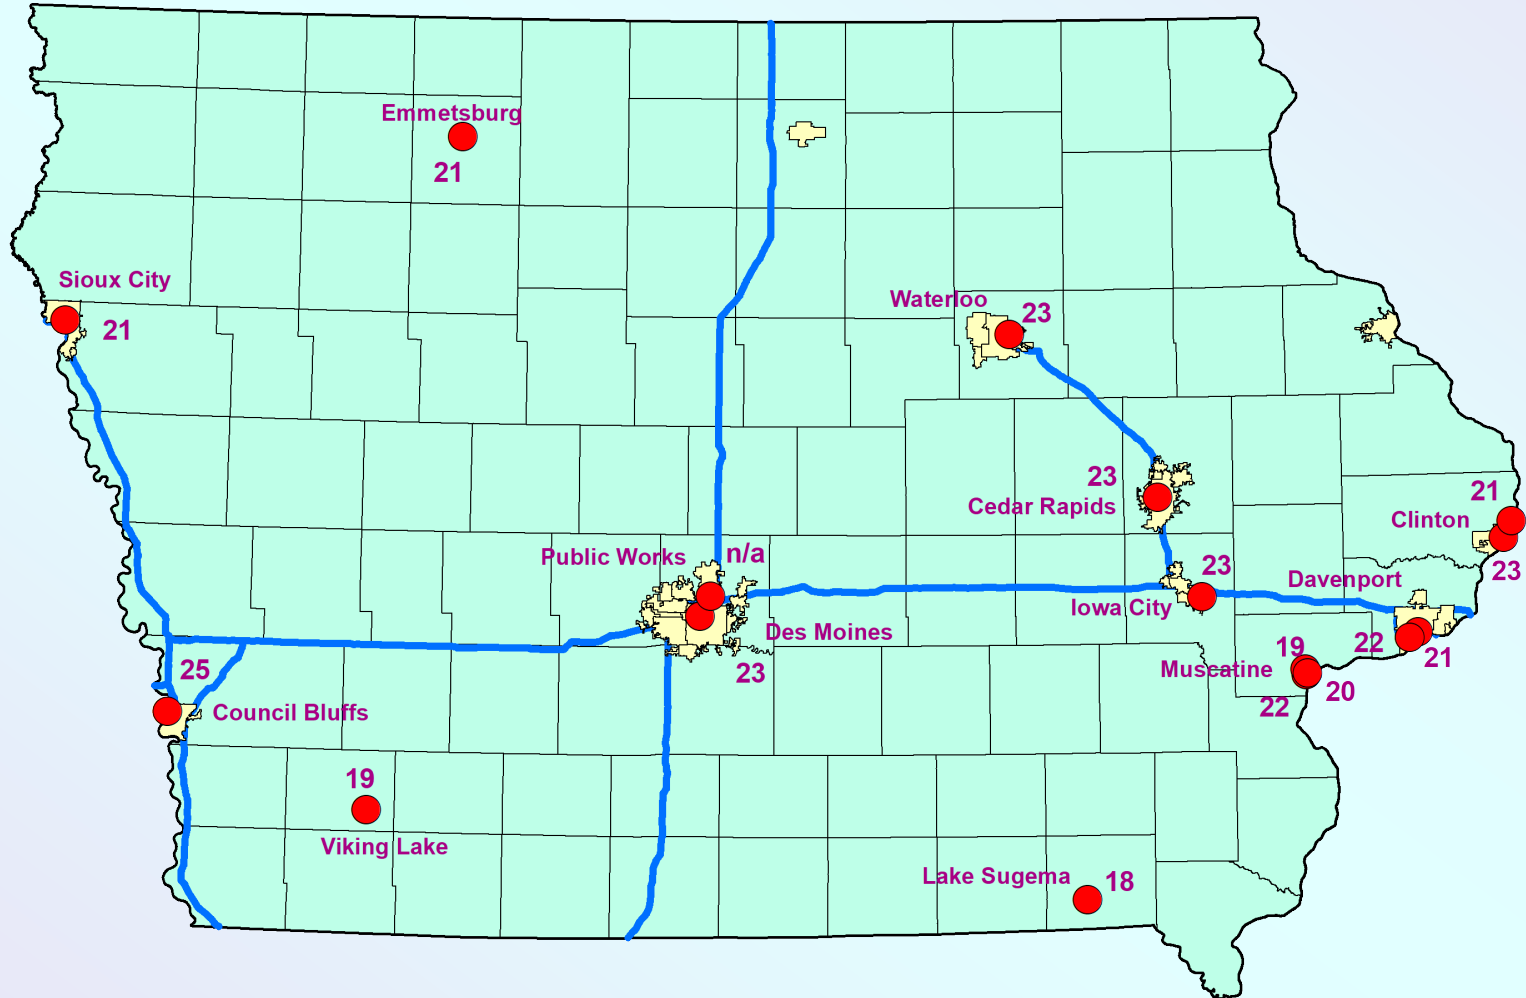 Emmetsburg
21
Sioux City
21
Waterloo
23
23
Cedar Rapids
21
Clinton
23
Public Works
n/a
23
Iowa City
Davenport
22
21
Des Moines
23
19
Muscatine
20
22
25
Council Bluffs
19
Viking Lake
Lake Sugema
18